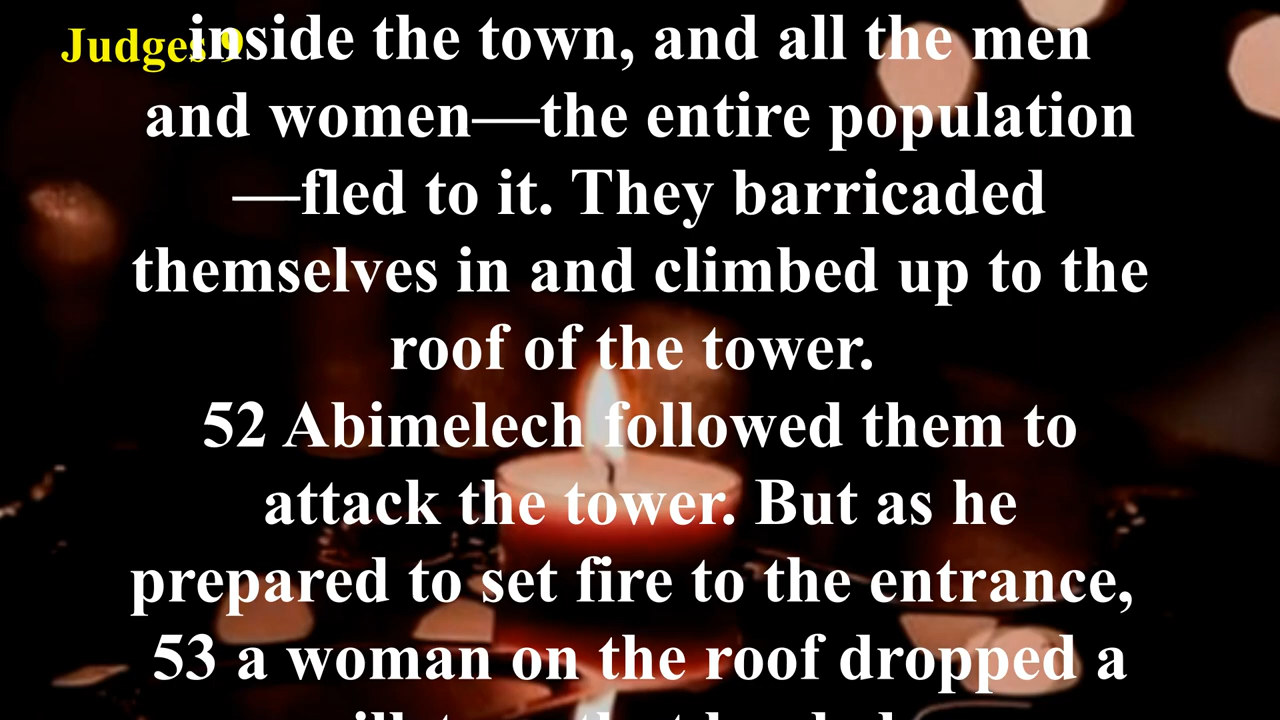 Judges 9
inside the town, and all the men
and women—the entire population
—fled to it. They barricaded
themselves in and climbed up to the
roof of the tower.
52 Abimelech followed them to
attack the tower. But as he
prepared to set fire to the entrance,
53 a woman on the roof dropped a